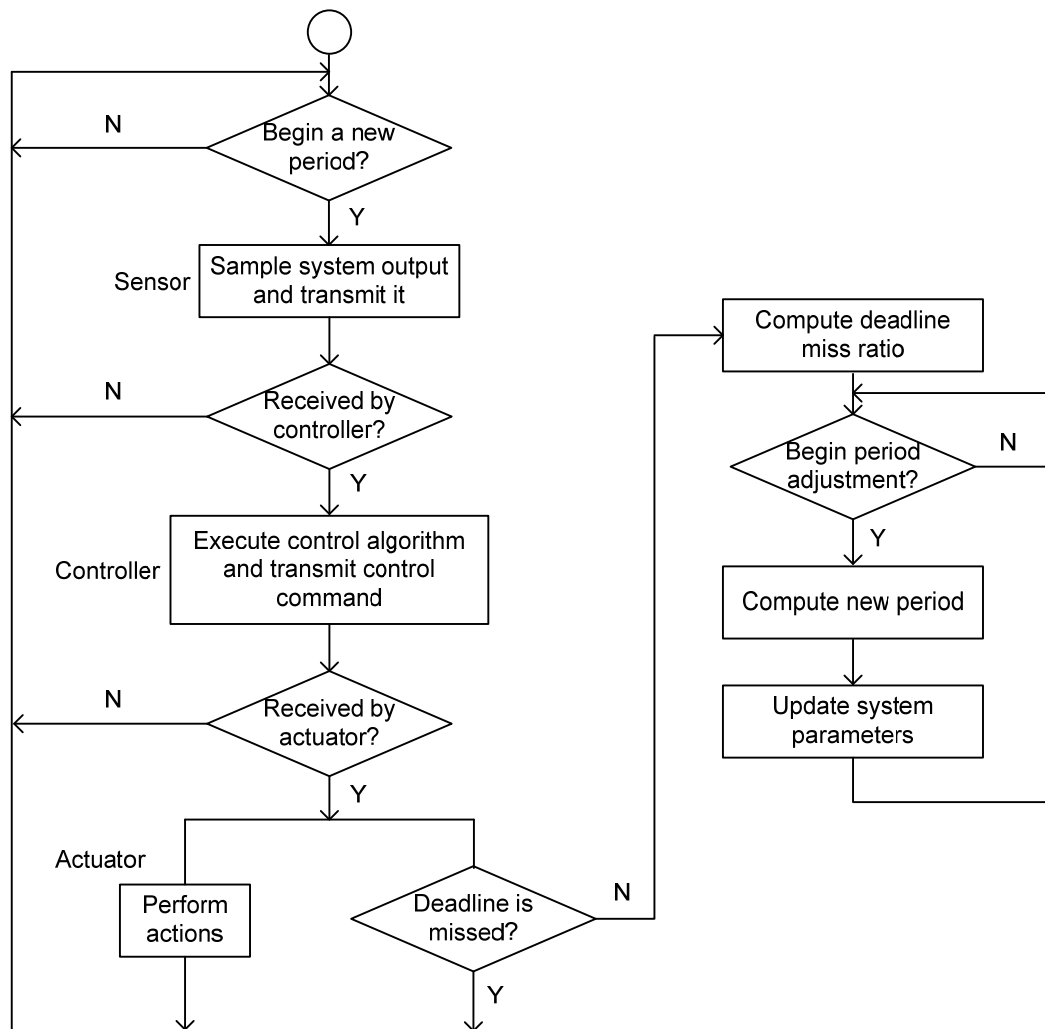 N
Begin a new
period?
Y
Sensor
Sample system output
and transmit it
N
Received by
controller?
Y
Controller
Execute control algorithm
and transmit control
command
N
Received by
actuator?
Y
Actuator
Perform
actions
Deadline is
missed?
N
Y
Compute deadline
miss ratio
Begin period
adjustment?
N
Y
Compute new period
Update system
parameters